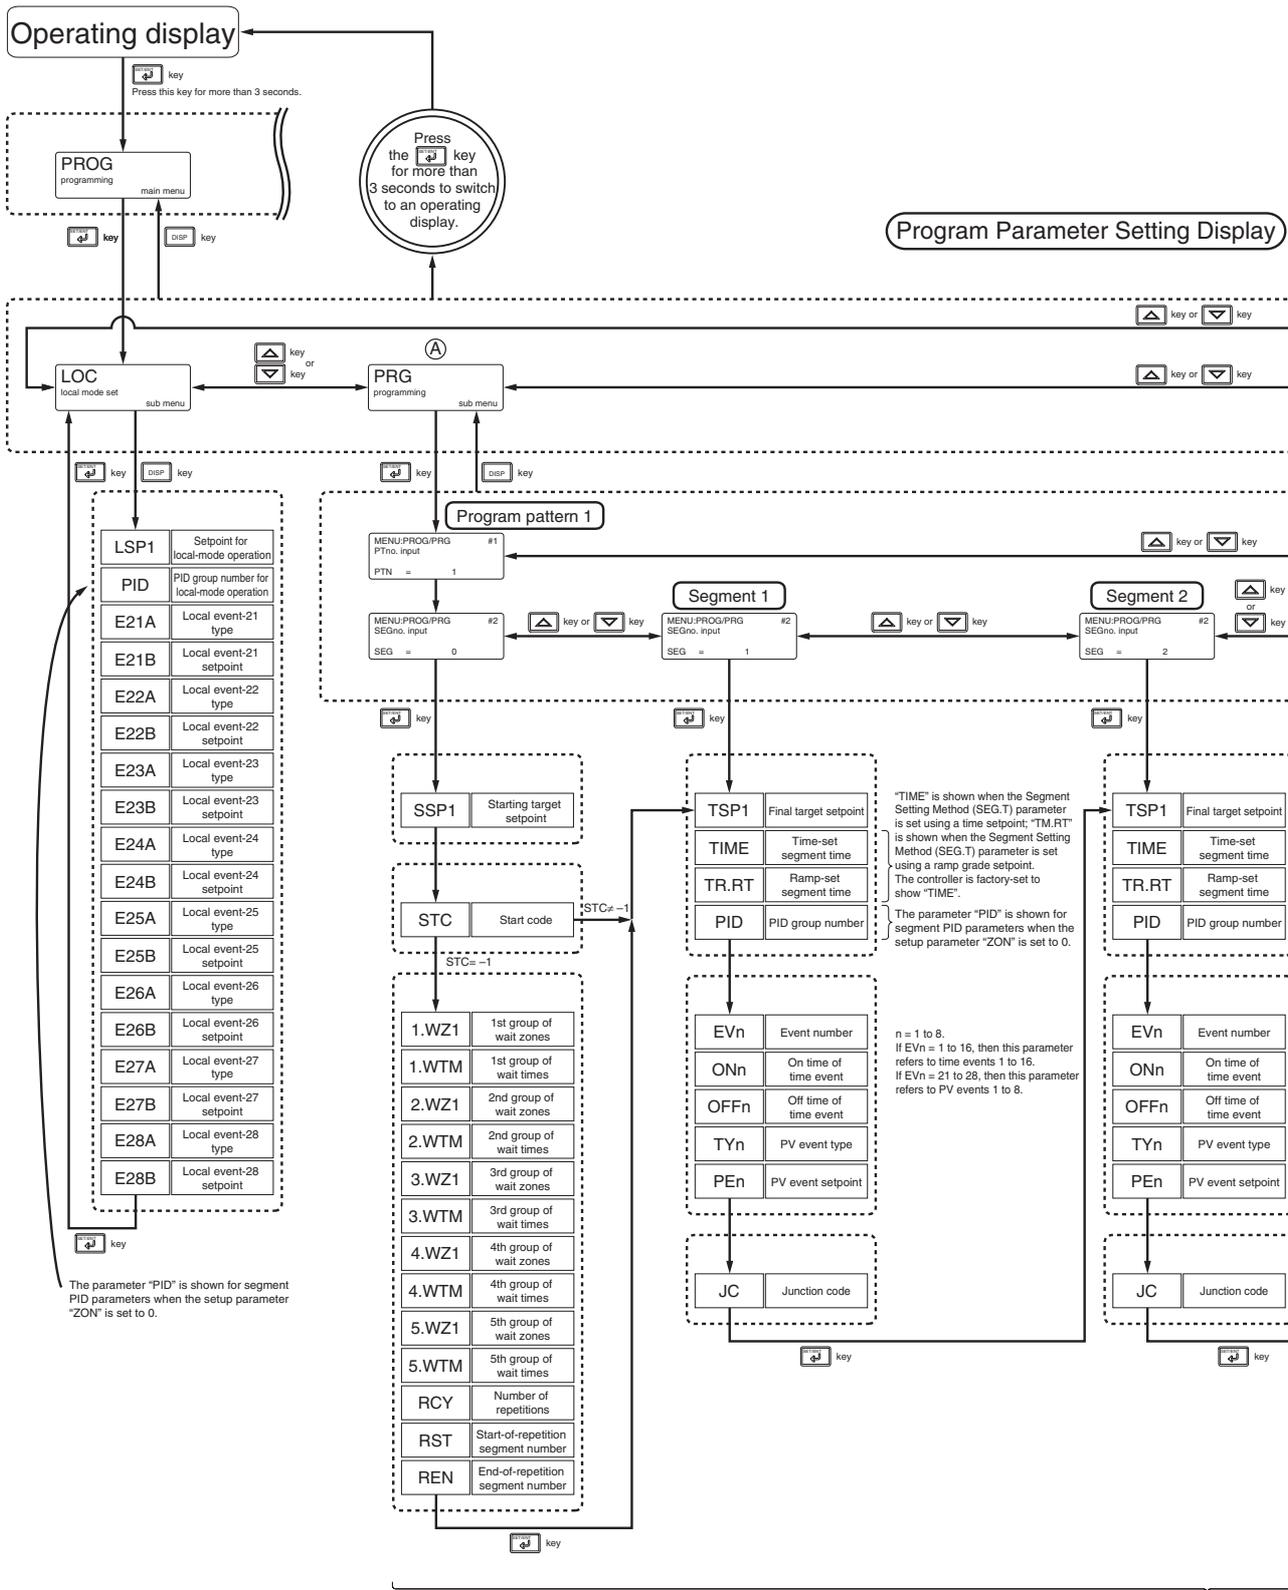 Operating display
key
Press this key for more than 3 seconds.
PROG
programming
main menu
key
DISP key
Press
the key
for more than
3 seconds to switch
to an operating
display.
Program Parameter Setting Display
key or key
LOC
local mode set
sub menu
key
or
key
A
PRG
programming
sub menu
key or key
key
DISP key
key
DISP key
LSP1 Setpoint for
local-mode operation
PID PID group number for
local-mode operation
E21A Local event-21
type
E21B Local event-21
setpoint
E22A Local event-22
type
E22B Local event-22
setpoint
E23A Local event-23
type
E23B Local event-23
setpoint
E24A Local event-24
type
E24B Local event-24
setpoint
E25A Local event-25
type
E25B Local event-25
setpoint
E26A Local event-26
type
E26B Local event-26
setpoint
E27A Local event-27
type
E27B Local event-27
setpoint
E28A Local event-28
type
E28B Local event-28
setpoint
key
The parameter “PID” is shown for segment
PID parameters when the setup parameter
“ZON” is set to 0.
Program pattern 1
MENU:PROG/PRG #1
PTno. input
PTN = 1
key or key
MENU:PROG/PRG #2
SEGno. input
SEG = 0
key or key
Segment 1
MENU:PROG/PRG #2
SEGno. input
SEG = 1
key or key
Segment 2
MENU:PROG/PRG #2
SEGno. input
SEG = 2
key
or
key
key
key
key
SSP1 Starting target
setpoint
STC Start code
STC≠ –1
STC= –1
1.WZ1 1st group of
wait zones
1.WTM 1st group of
wait times
2.WZ1 2nd group of
wait zones
2.WTM 2nd group of
wait times
3.WZ1 3rd group of
wait zones
3.WTM 3rd group of
wait times
4.WZ1 4th group of
wait zones
4.WTM 4th group of
wait times
5.WZ1 5th group of
wait zones
5.WTM 5th group of
wait times
RCY Number of
repetitions
RST Start-of-repetition
segment number
REN End-of-repetition
segment number
key
TSP1 Final target setpoint
TIME Time-set
segment time
TR.RT Ramp-set
segment time
PID PID group number
EVn Event number
ONn On time of
time event
OFFn Off time of
time event
TYn PV event type
PEn PV event setpoint
JC Junction code
key
“TIME” is shown when the Segment
Setting Method (SEG.T) parameter
is set using a time setpoint; “TM.RT”
is shown when the Segment Setting
Method (SEG.T) parameter is set
using a ramp grade setpoint.
The controller is factory-set to
show “TIME”.
The parameter “PID” is shown for
segment PID parameters when the
setup parameter “ZON” is set to 0.
n = 1 to 8.
If EVn = 1 to 16, then this parameter
refers to time events 1 to 16.
If EVn = 21 to 28, then this parameter
refers to PV events 1 to 8.
TSP1 Final target setpoint
TIME Time-set
segment time
TR.RT Ramp-set
segment time
PID PID group number
EVn Event number
ONn On time of
time event
OFFn Off time of
time event
TYn PV event type
PEn PV event setpoint
JC Junction code
key